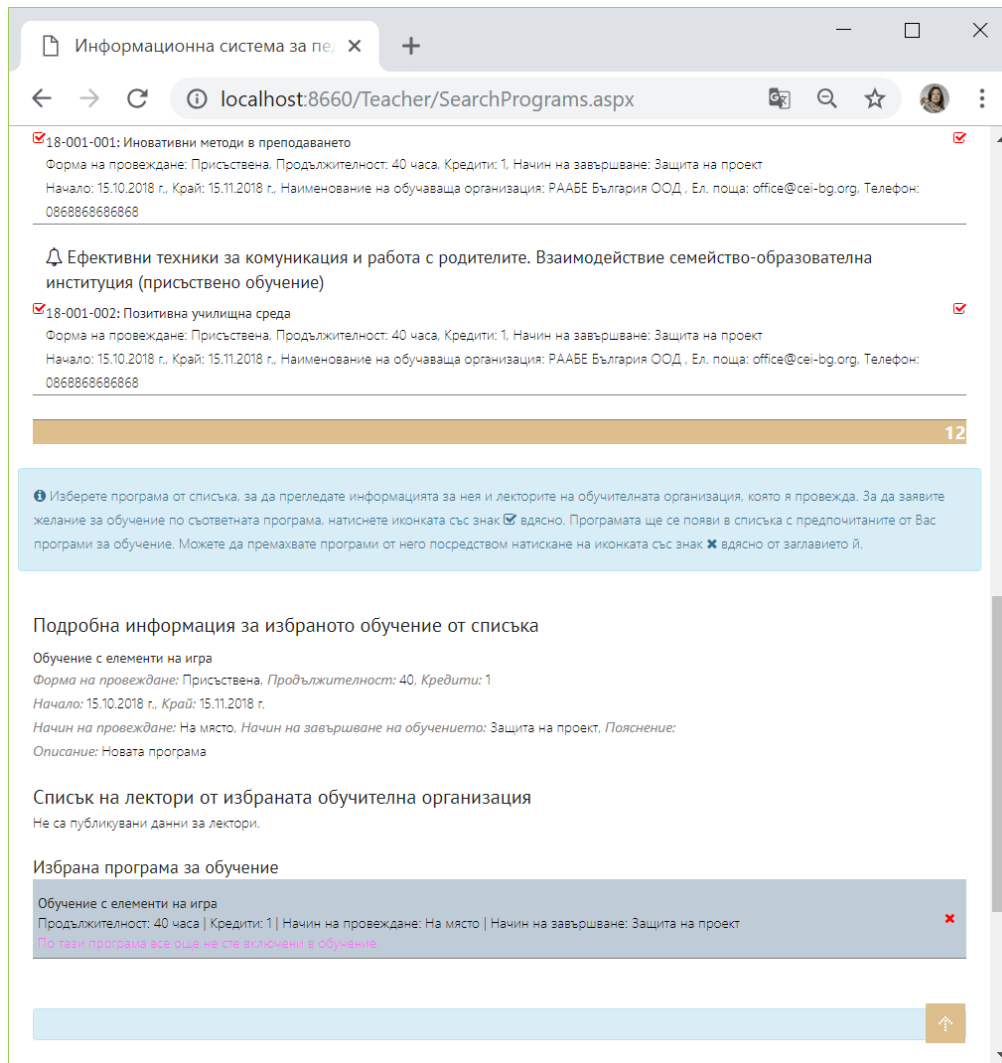 Информационна система за пе
localhost:8660/Teacher/SearchPrograms.aspx
18-001-001: Иновативни методи в преподаването
Форма на провеждане: Присъствена, Продължителност: 40 часа, Кредити: 1, Начин на завършване: Защита на проект
Начало: 15.10.2018 г., Край: 15.11.2018 г., Наименование на обучаваща организация: РААБЕ България ООД , Ел. поща: office@cei-bg.org, Телефон:
0868868686868
Ефективни техники за комуникация и работа с родителите. Взаимодействие семейство-образователна
институция (присъствено обучение)
18-001-002: Позитивна училищна среда
Форма на провеждане: Присъствена, Продължителност: 40 часа, Кредити: 1, Начин на завършване: Защита на проект
Начало: 15.10.2018 г., Край: 15.11.2018 г., Наименование на обучаваща организация: РААБЕ България ООД , Ел. поща: office@cei-bg.org, Телефон:
0868868686868
12
Изберете програма от списъка, за да прегледате информацията за нея и лекторите на обучителната организация, която я провежда. За да заявите
желание за обучение по съответната програма, натиснете иконката със знак вдясно. Програмата ще се появи в списъка с предпочитаните от Вас
програми за обучение. Можете да премахвате програми от него посредством натискане на иконката със знак вдясно от заглавието ѝ.
Подробна информация за избраното обучение от списъка
Обучение с елементи на игра
Форма на провеждане: Присъствена, Продължителност: 40, Кредити: 1
Начало: 15.10.2018 г., Край: 15.11.2018 г.
Начин на провеждане: На място, Начин на завършване на обучението: Защита на проект, Пояснение:
Описание: Новата програма
Списък на лектори от избраната обучителна организация
Не са публикувани данни за лектори.
Избрана програма за обучение
Обучение с елементи на игра
Продължителност: 40 часа | Кредити: 1 | Начин на провеждане: На място | Начин на завършване: Защита на проект
По тази програма все още не сте включени в обучение.